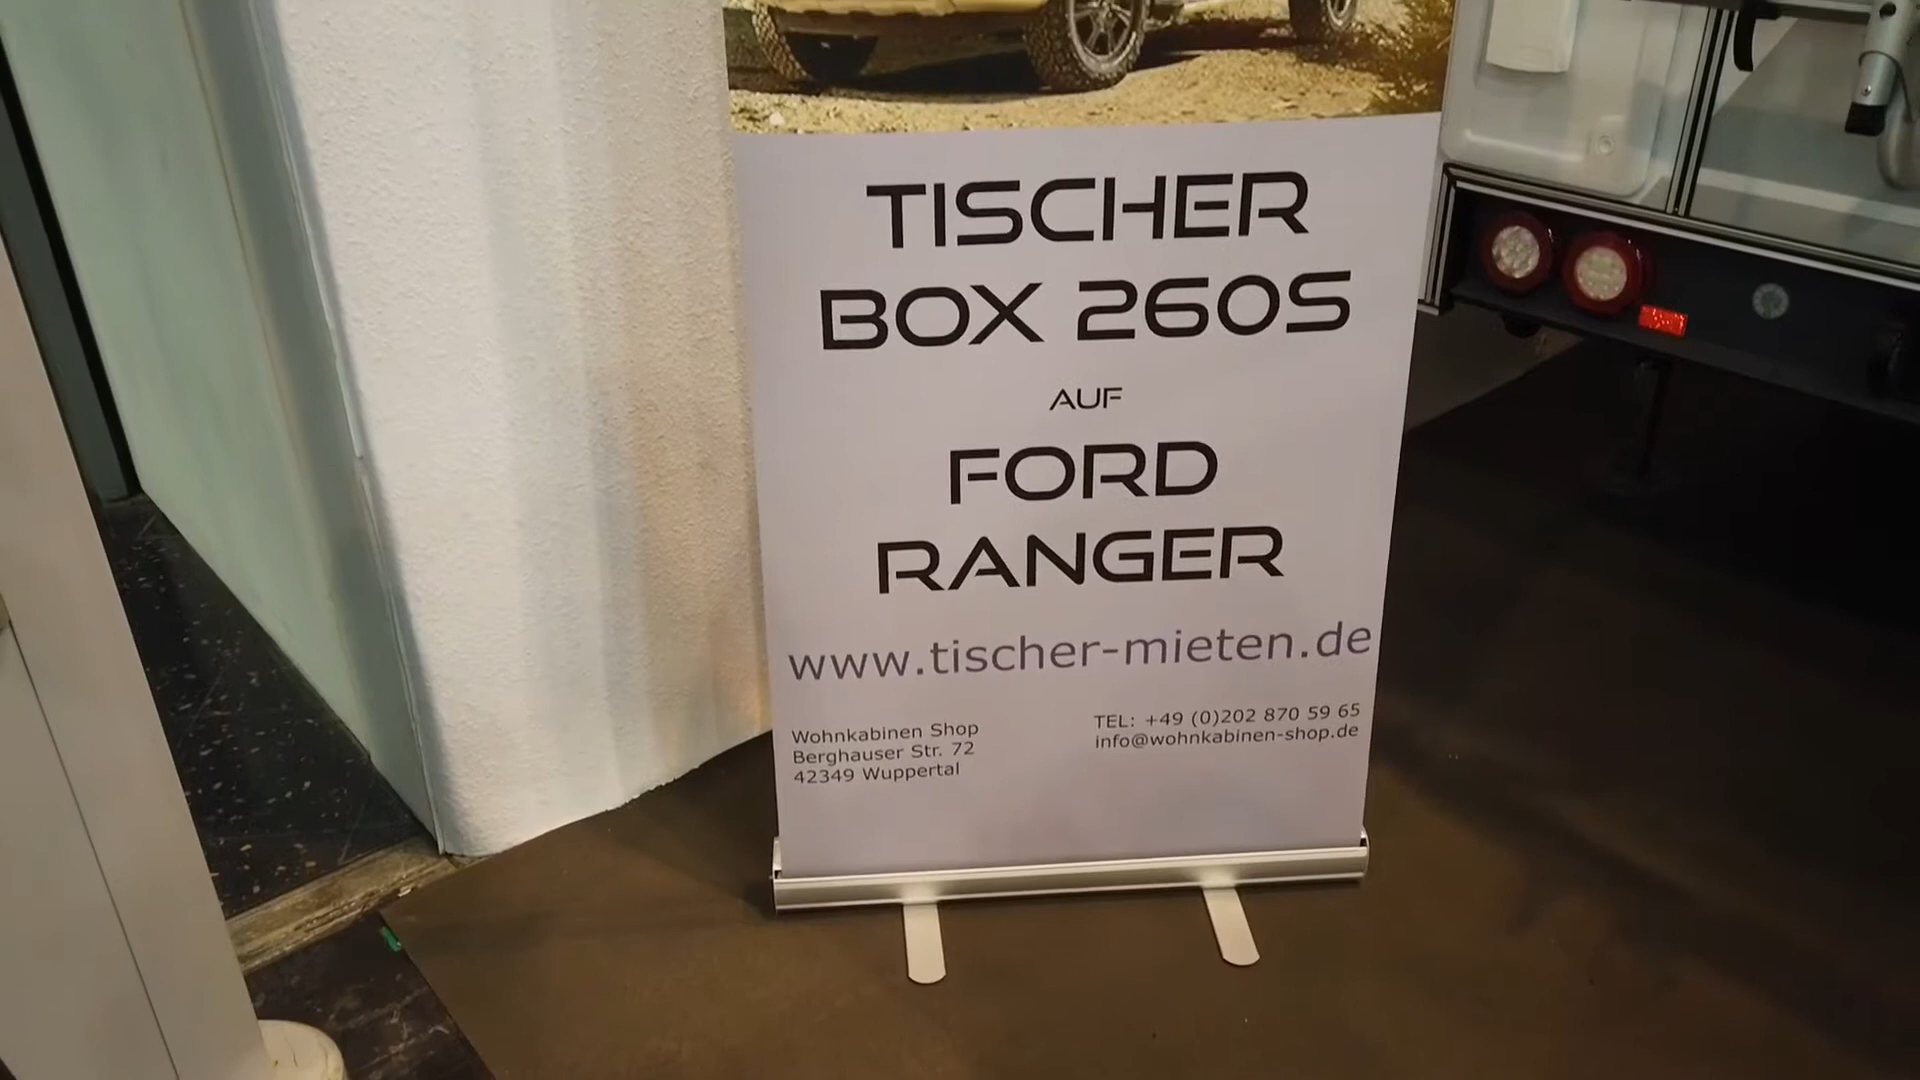 TISCHER
BOX 260S
AUF
FORD
RANGER
www.tischer-mieten.de
Wohnkabinen Shop
Berghauser Str. 72
42349 Wuppertal
TEL: +49 (0)202 870 59 65
info@wohnkabinen-shop.de